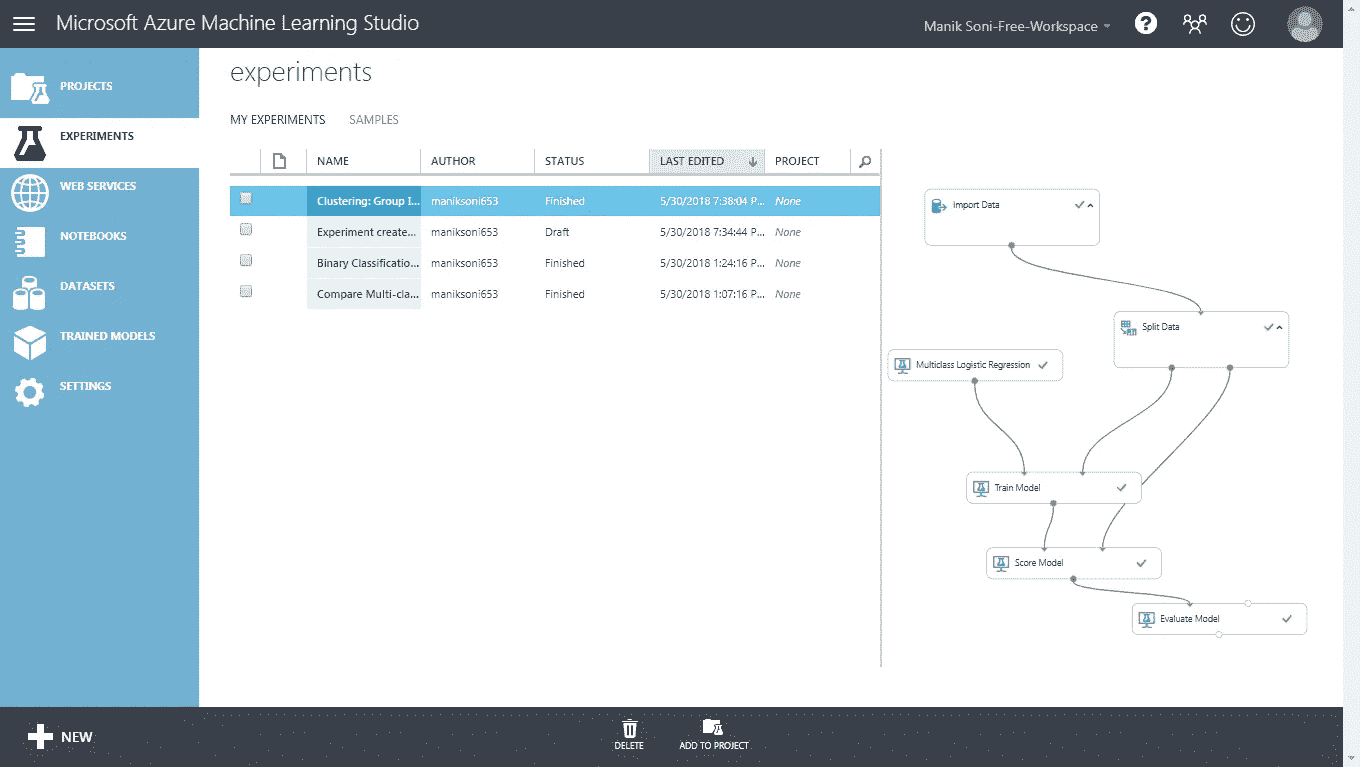 Microsoft Azure Machine Learning Studio
Manik Soni-Free-Workspace
?
PROJECTS
EXPERIMENTS
WEB SERVICES
NOTEBOOKS
DATASETS
TRAINED MODELS
SETTINGS
experiments
MY EXPERIMENTS SAMPLES
NAME AUTHOR STATUS LAST EDITED PROJECT
Clustering: Group I... maniksoni653 Finished 5/30/2018 7:38:04 P... None
Experiment create... maniksoni653 Draft 5/30/2018 7:34:44 P... None
Binary Classificatio... maniksoni653 Finished 5/30/2018 1:24:16 P... None
Compare Multi-cla... maniksoni653 Finished 5/30/2018 1:07:16 P... None
Import Data
Split Data
Multiclass Logistic Regression
Train Model
Score Model
Evaluate Model
NEW
DELETE
ADD TO PROJECT